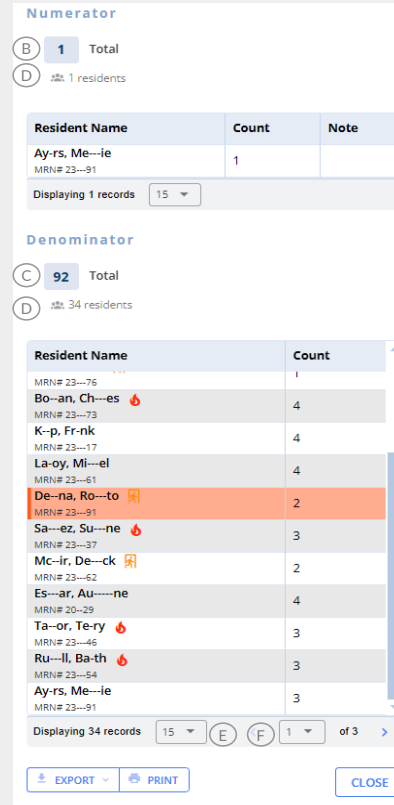 Numerator
B 1 Total
D 1 residents
Resident Name Count Note
Ay-rs, Me---ie 1
MRN# 23---91
Displaying 1 records 15
Denominator
C 92 Total
D 34 residents
Resident Name Count
MRN# 23---76
Bo--an, Ch---es 4
MRN# 23---73
K--p, Fr-nk 4
MRN# 23---17
La-oy, Mi---el 4
MRN# 23---61
De--na, Ro---to 2
MRN# 23---91
Sa---ez, Su---ne 3
MRN# 23---37
Mc--ir, De---ck 2
MRN# 23---62
Es---ar, Au-----ne 4
MRN# 20--29
Ta--or, Te-ry 3
MRN# 23---46
Ru---ll, Ba-th 3
MRN# 23---54
Ay-rs, Me---ie 3
MRN# 23---91
Displaying 34 records 15 E F 1 of 3
EXPORT PRINT CLOSE